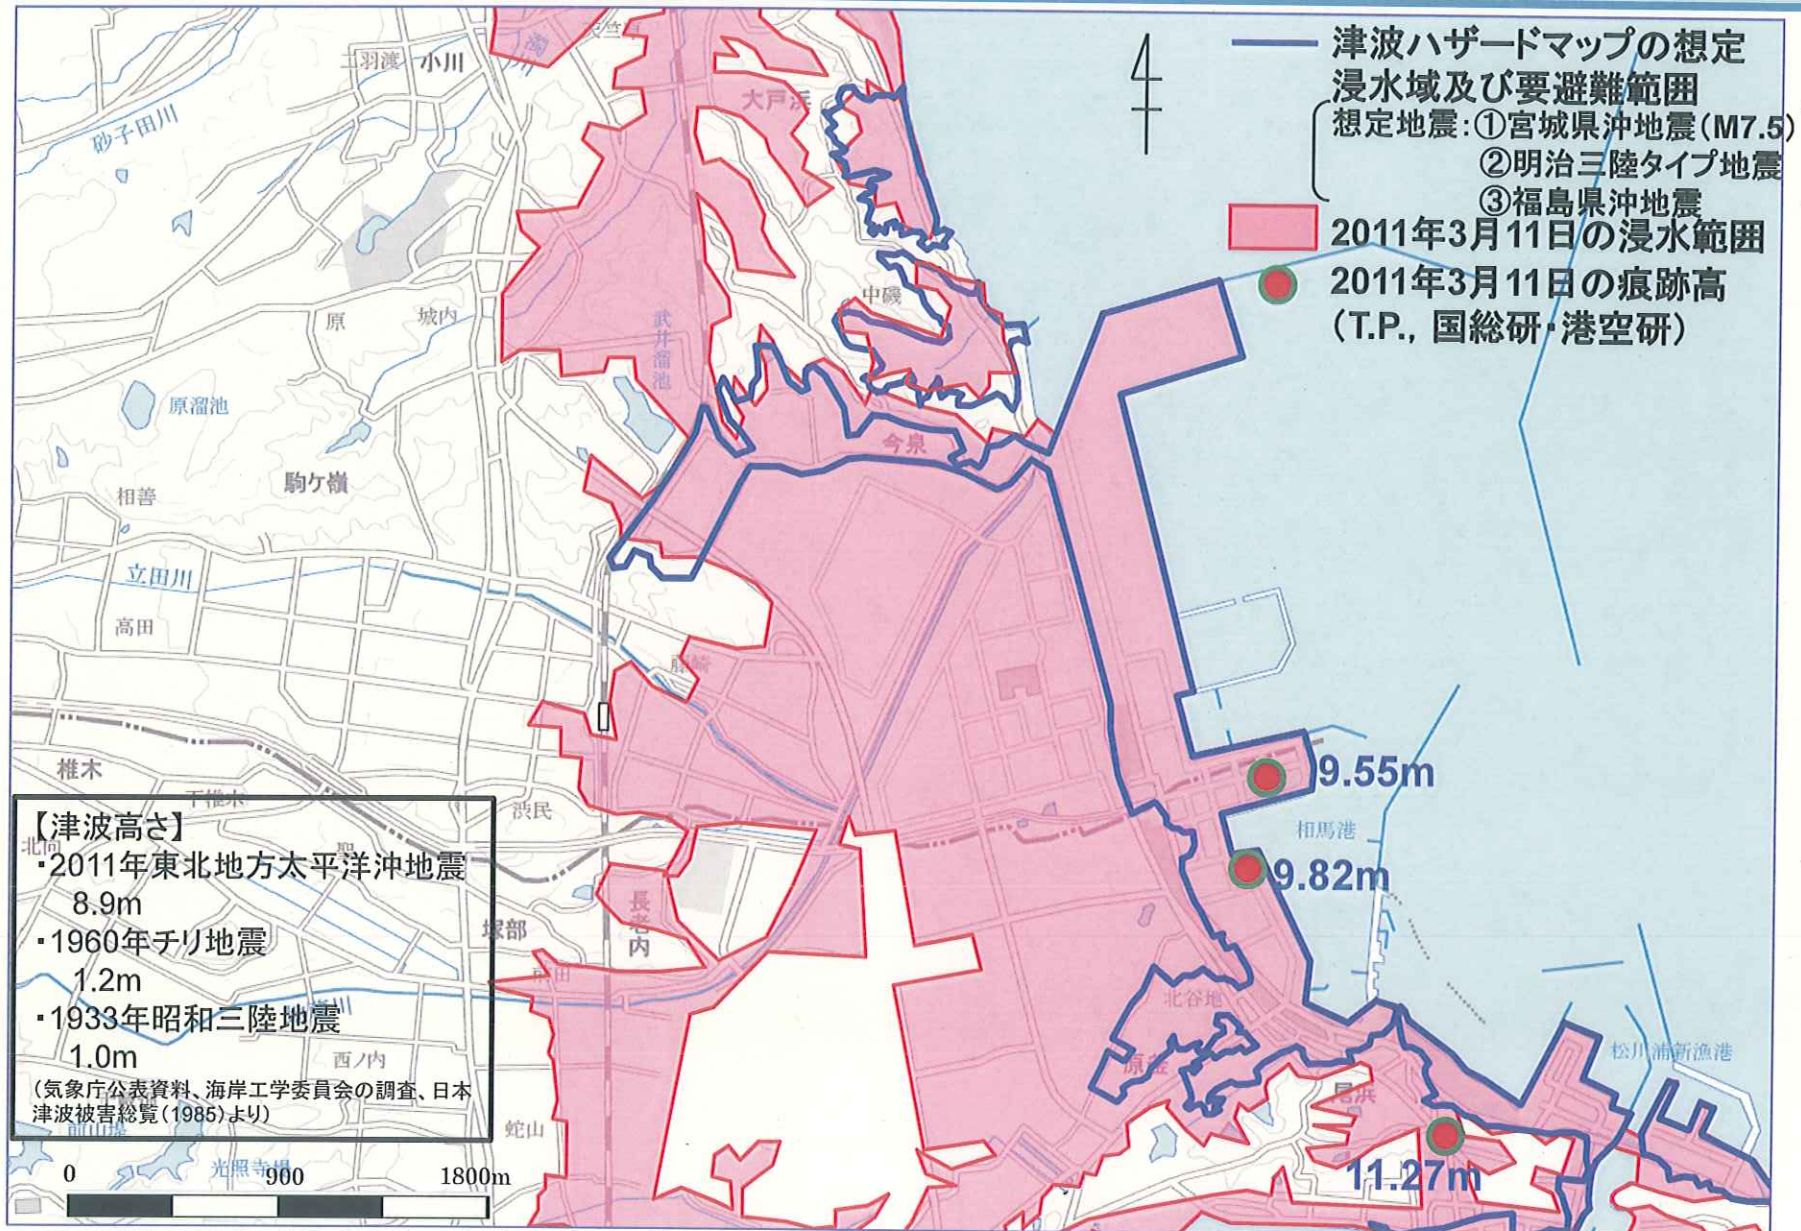 津波ハザードマップの想定
浸水域及び要避難範囲
想定地震:①宮城県沖地震(M7.5)
②明治三陸タイプ地震
③福島県沖地震
2011年3月11日の浸水範囲
2011年3月11日の痕跡高
(T.P., 国総研・港空研)
二羽渡
小川
大戸浜
砂子田川
中磯
原
城内
武井溜池
原溜池
今泉
駒ケ嶺
相善
立田川
高田
椎木
下椎木
渋民
9.55m
相馬港
9.82m
【津波高さ】
・2011年東北地方太平洋沖地震
8.9m
・1960年チリ地震
1.2m
・1933年昭和三陸地震
1.0m
(気象庁公表資料、海岸工学委員会の調査、日本
津波被害総覧(1985)より)
北向
長老内
塚部
北谷地
西ノ内
原釜
尾浜
松川浦新漁港
蛇山
11.27m
0 900 1800m